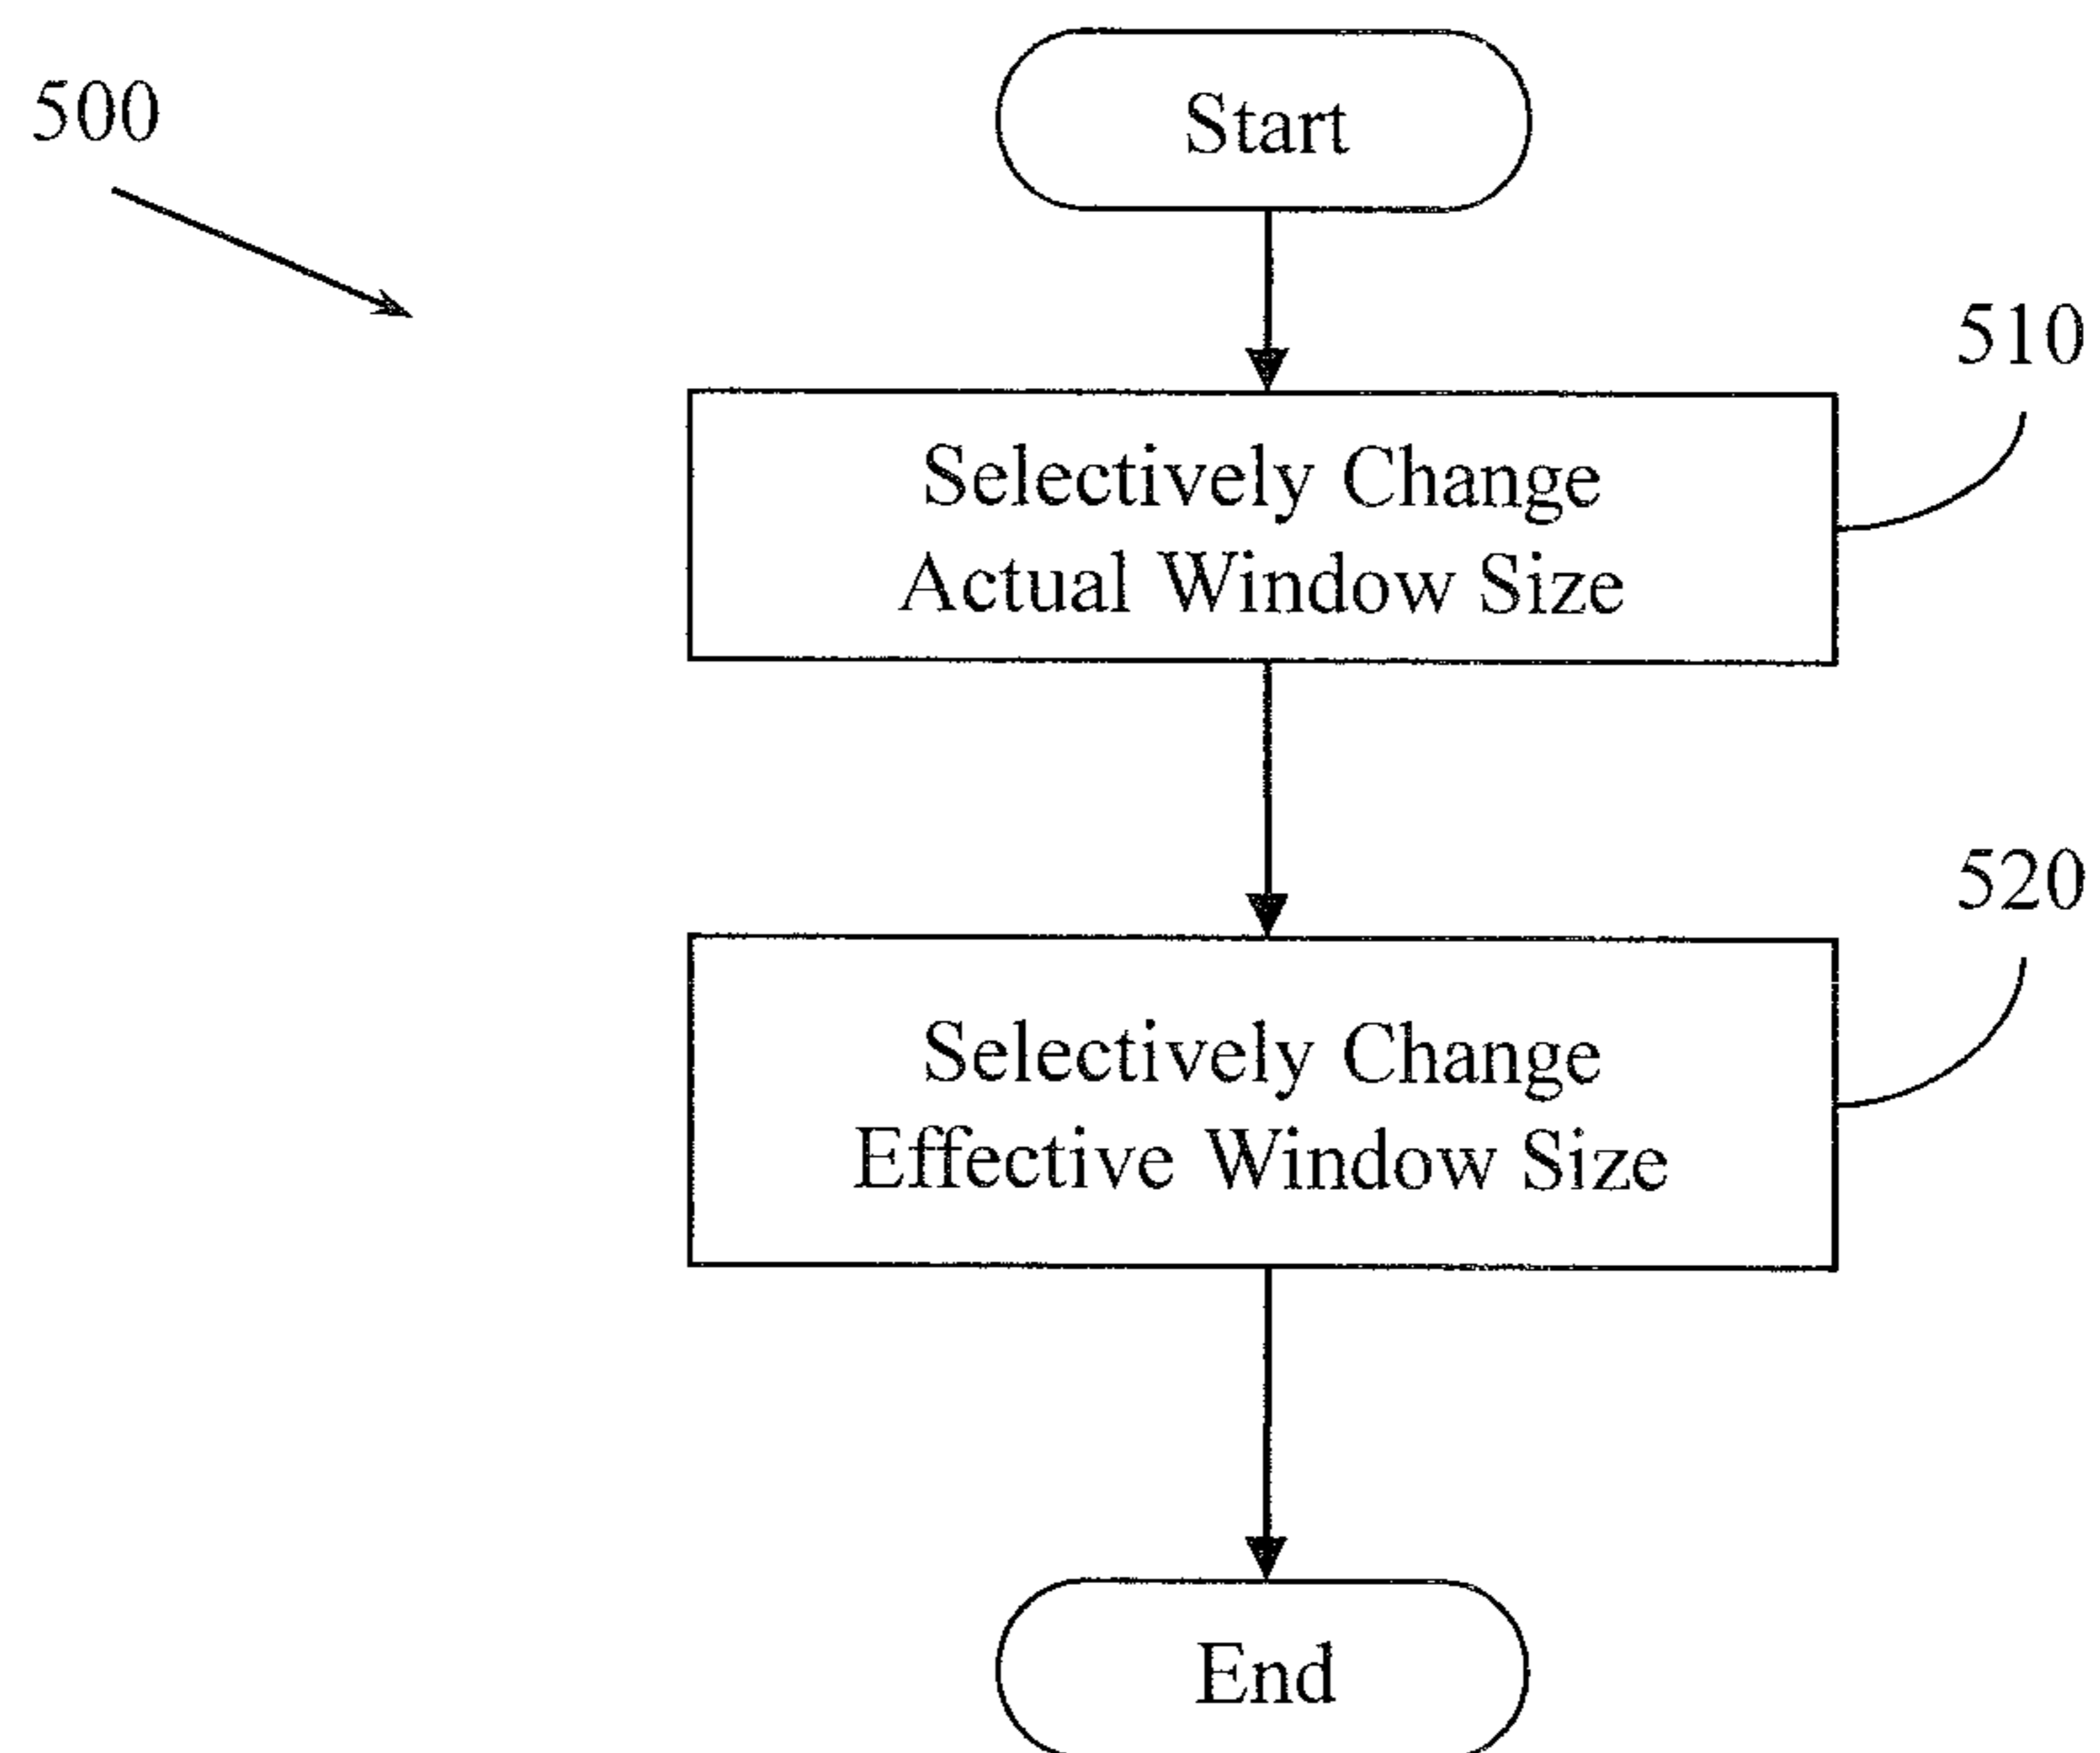 500
Start
510
Selectively Change
Actual Window Size
520
Selectively Change
Effective Window Size
End